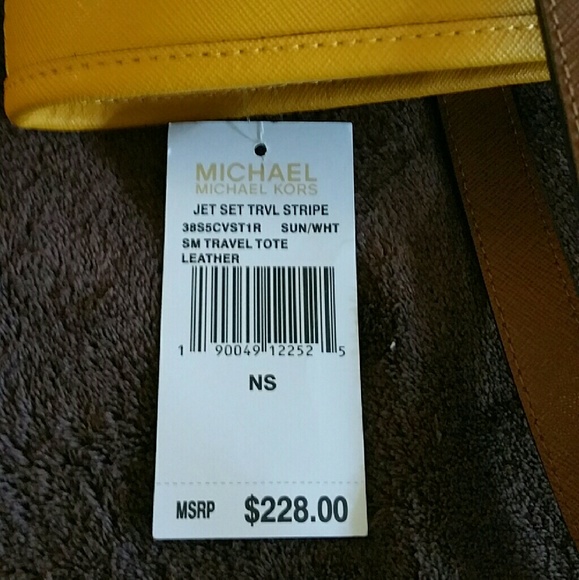 MICHAEL
MICHAEL KORS
JET SET TRVL STRIPE
38S5CVST1R SUN/WHT
SM TRAVEL TOTE
LEATHER
1 90049 12252 5
NS
MSRP $228.00